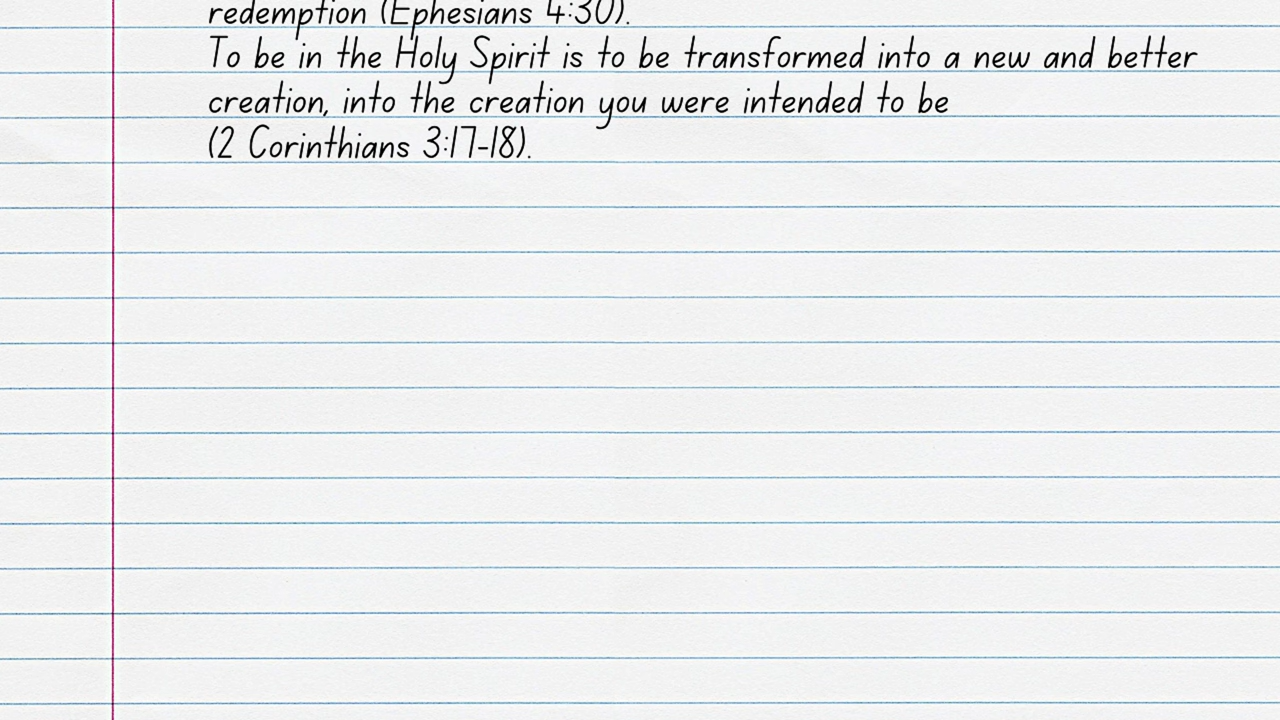 redemption (Ephesians 4:30).
To be in the Holy Spirit is to be transformed into a new and better
creation, into the creation you were intended to be
(2 Corinthians 3:17-18).